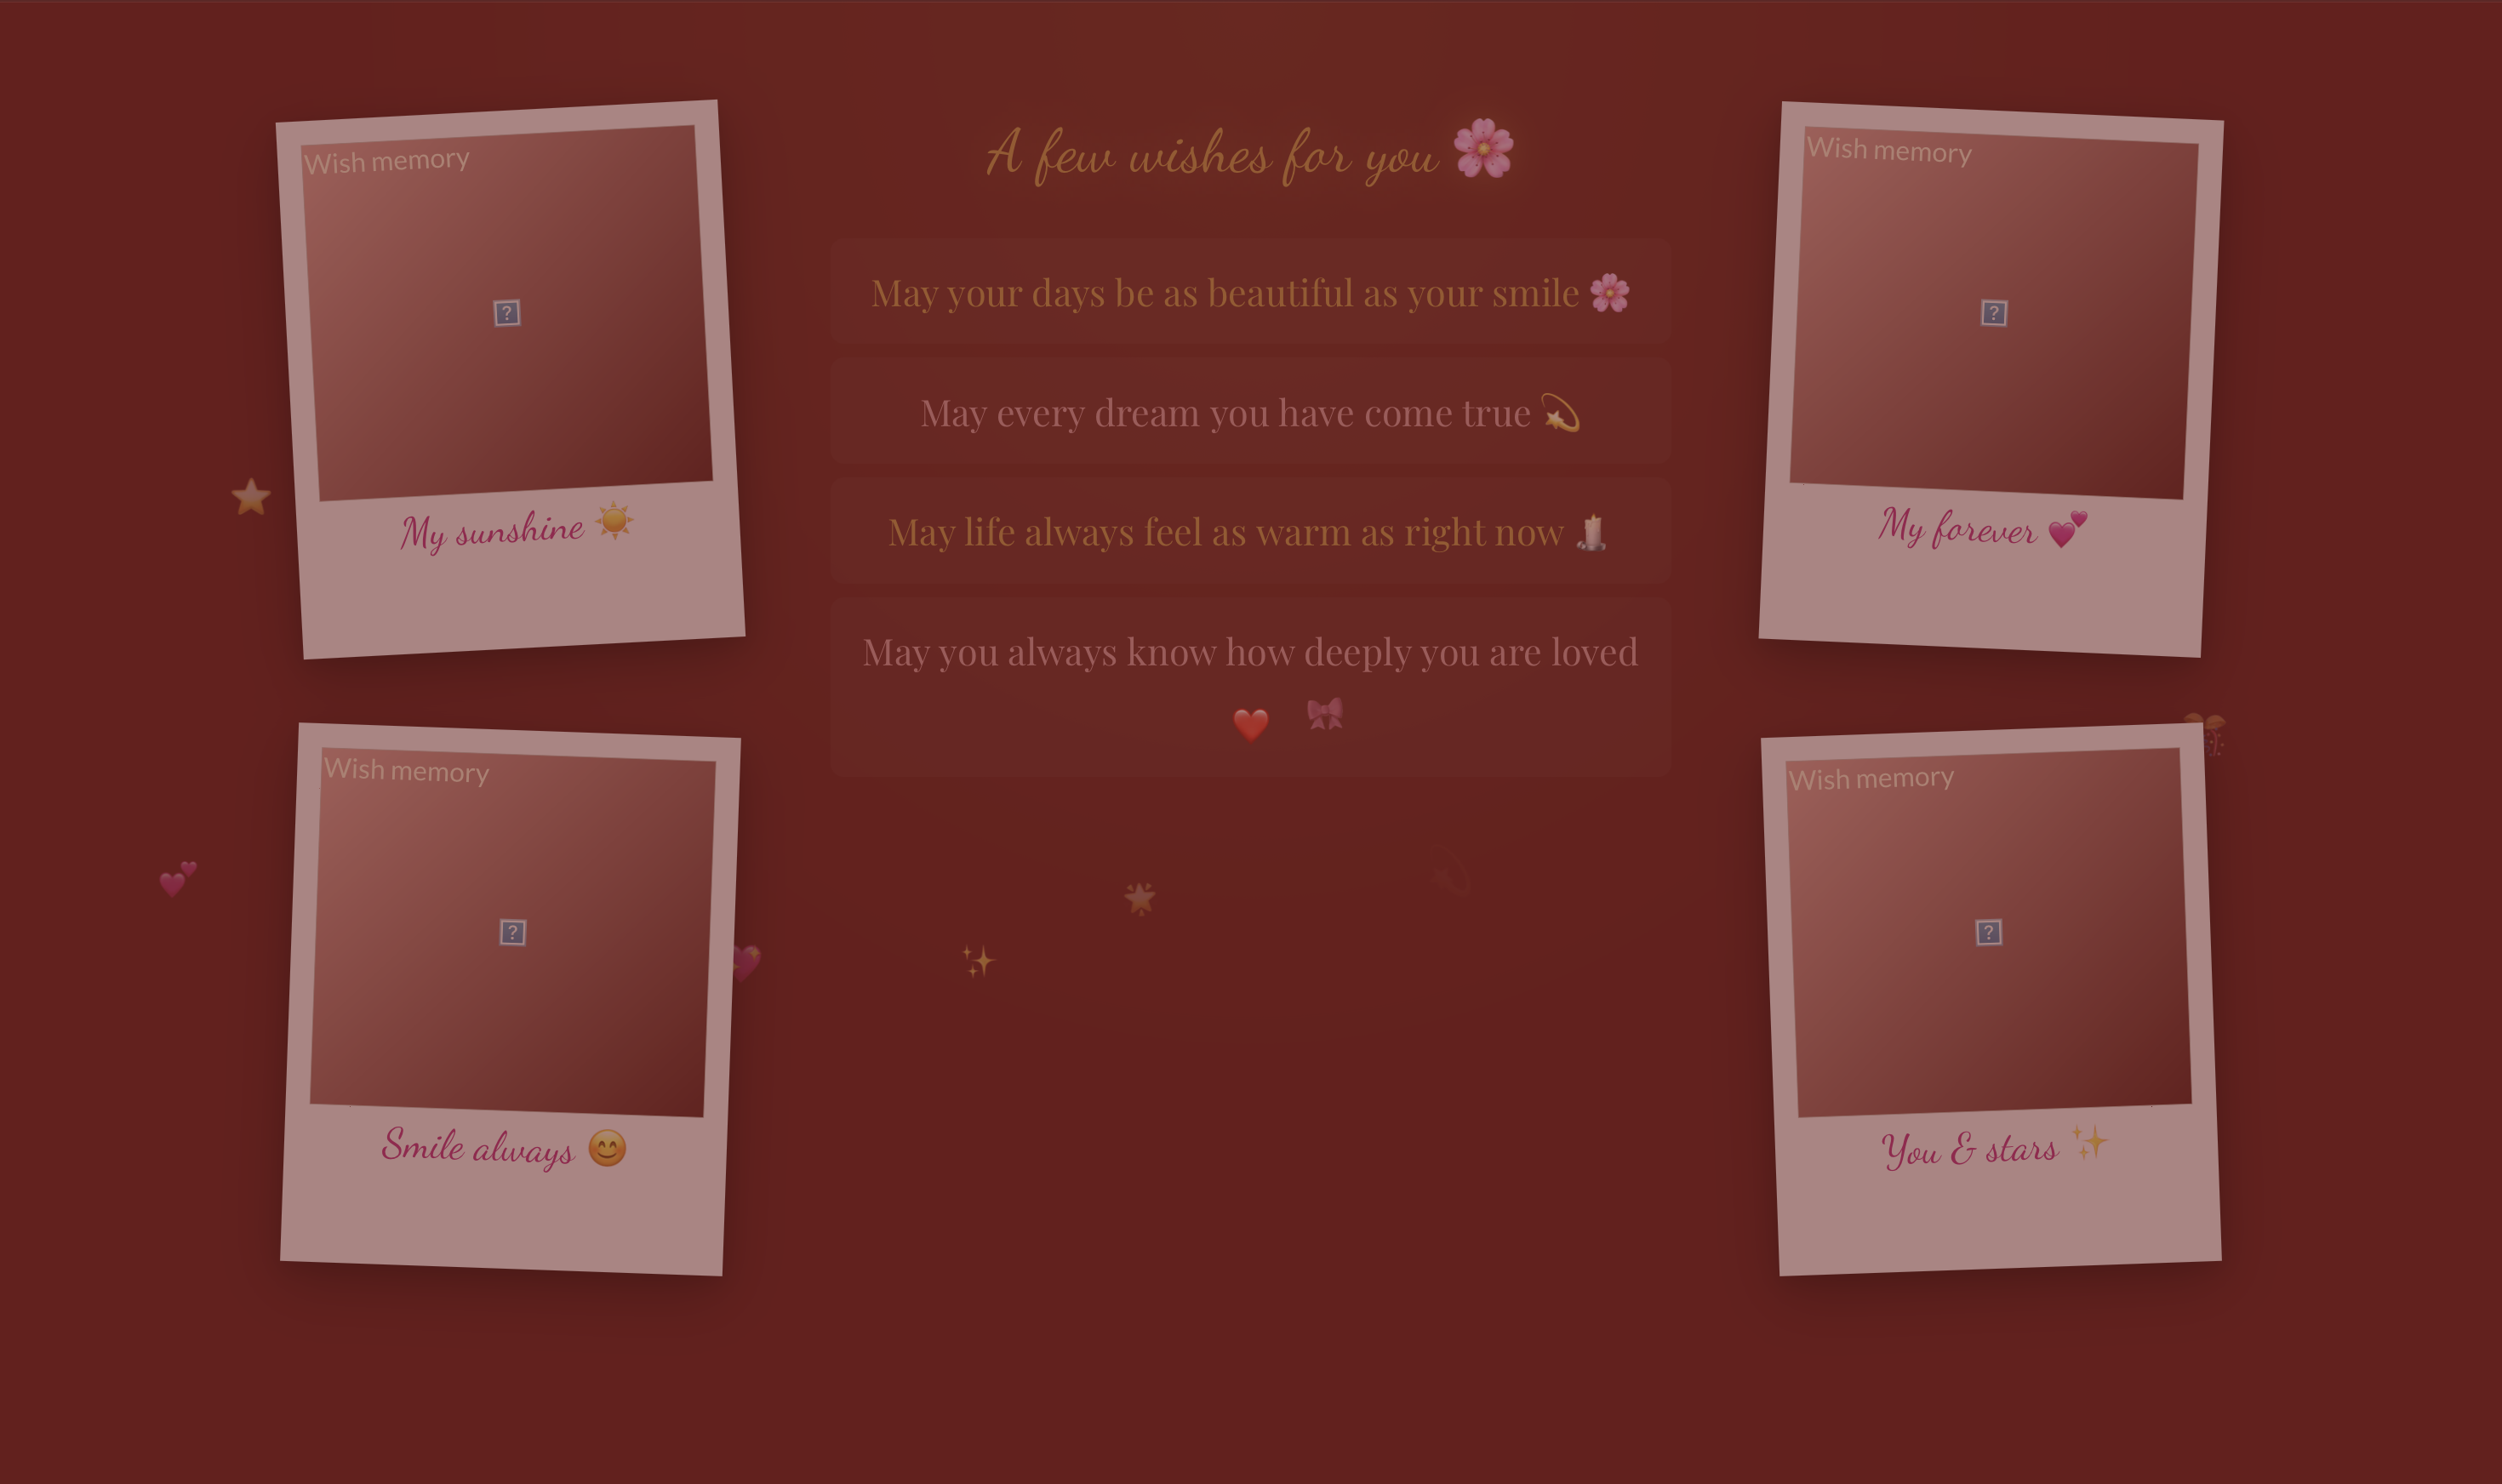 A few wishes for you 🌸
Wish memory
My sunshine ☀️
Wish memory
Smile always 😊
May your days be as beautiful as your smile 🌸
May every dream you have come true 💫
May life always feel as warm as right now 🕯️
May you always know how deeply you are loved
❤️
Wish memory
My forever 💕
Wish memory
You & stars ✨